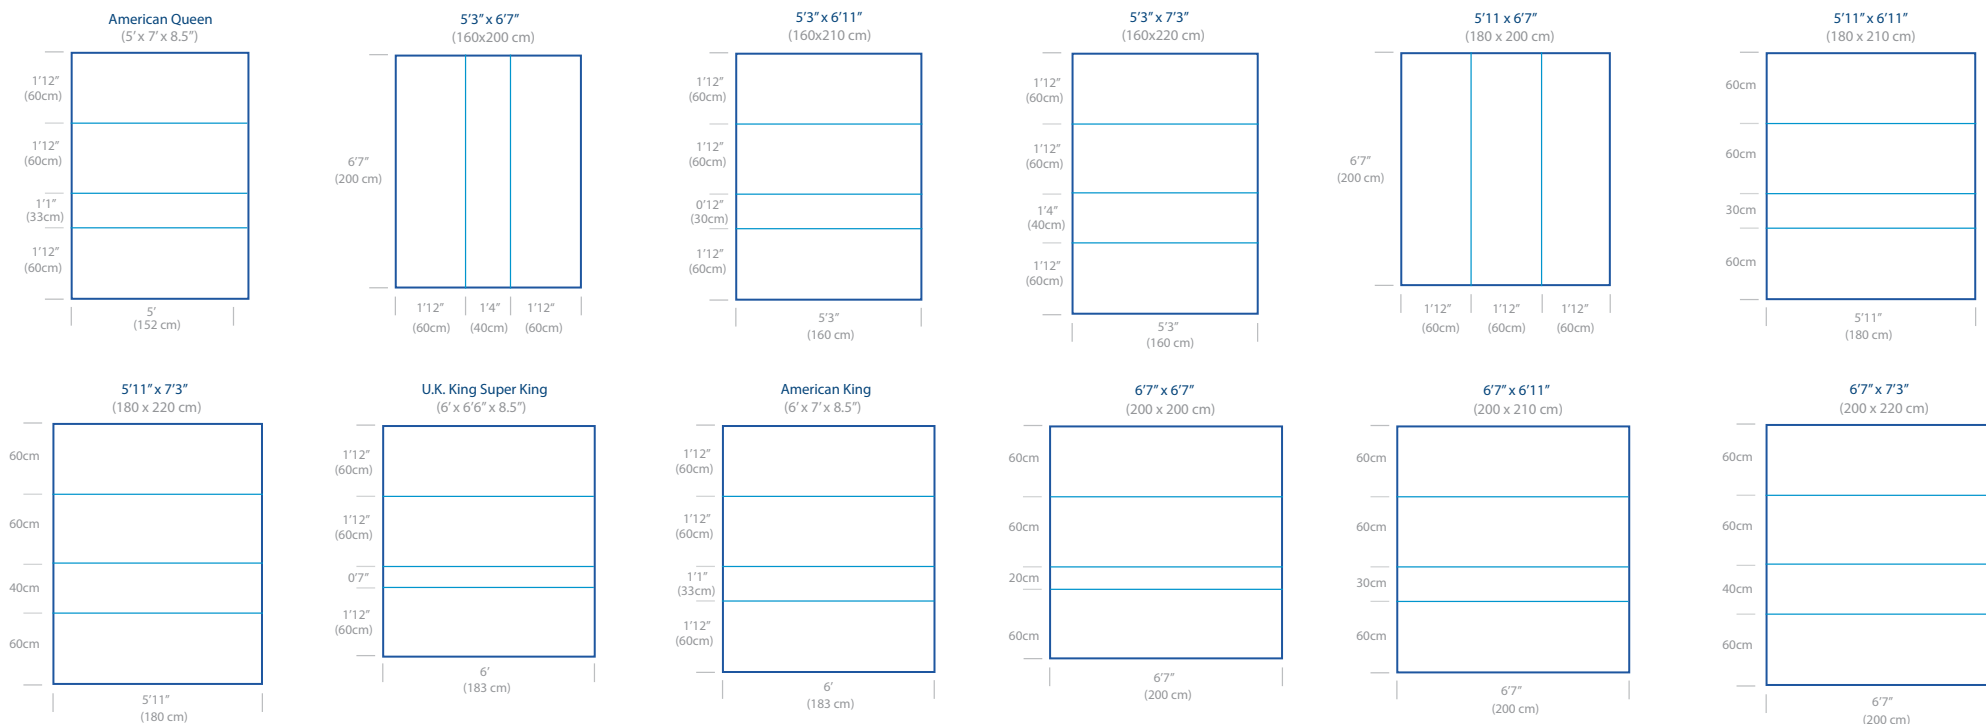 American Queen
(5’ x 7’ x 8.5”)
1’12”
(60cm)
1’12”
(60cm)
1’1”
(33cm)
1’12”
(60cm)
5’
(152 cm)
5’3” x 6’7”
(160x200 cm)
6’7”
(200 cm)
1’12” 1’4” 1’12”
(60cm) (40cm) (60cm)
5’3” x 6’11”
(160x210 cm)
1’12”
(60cm)
1’12”
(60cm)
0’12”
(30cm)
1’12”
(60cm)
5’3”
(160 cm)
5’3” x 7’3”
(160x220 cm)
1’12”
(60cm)
1’12”
(60cm)
1’4”
(40cm)
1’12”
(60cm)
5’3”
(160 cm)
5’11 x 6’7”
(180 x 200 cm)
6’7”
(200 cm)
1’12” 1’12” 1’12”
(60cm) (60cm) (60cm)
5’11” x 6’11”
(180 x 210 cm)
60cm
60cm
30cm
60cm
5’11”
(180 cm)
5’11” x 7’3”
(180 x 220 cm)
60cm
60cm
40cm
60cm
5’11”
(180 cm)
U.K. King Super King
(6’ x 6’6” x 8.5”)
1’12”
(60cm)
1’12”
(60cm)
0’7”
1’12”
(60cm)
6’
(183 cm)
American King
(6’ x 7’ x 8.5”)
1’12”
(60cm)
1’12”
(60cm)
1’1”
(33cm)
1’12”
(60cm)
6’
(183 cm)
6’7” x 6’7”
(200 x 200 cm)
60cm
60cm
20cm
60cm
6’7”
(200 cm)
6’7” x 6’11”
(200 x 210 cm)
60cm
60cm
30cm
60cm
6’7”
(200 cm)
6’7” x 7’3”
(200 x 220 cm)
60cm
60cm
40cm
60cm
6’7”
(200 cm)